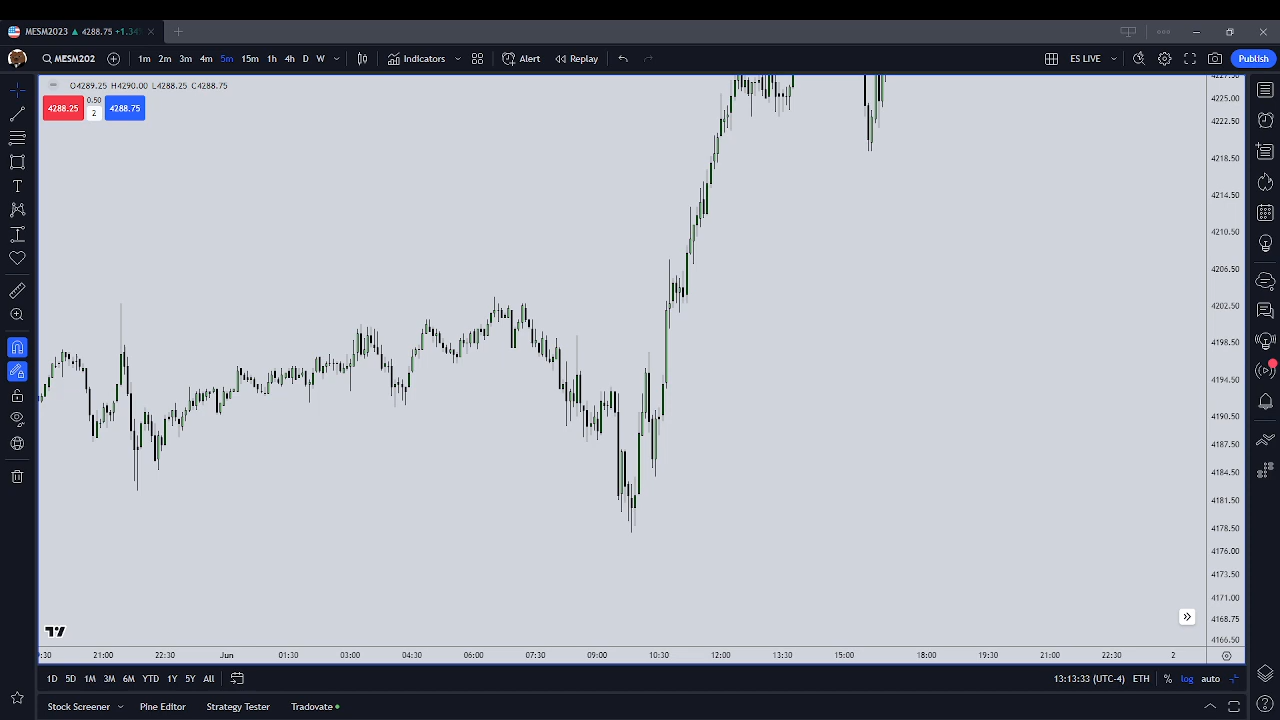 MESM2023 ▲ 4288.75 +1.34
MESM202 1m 2m 3m 4m 5m 15m 1h 4h D W Indicators Alert Replay ES LIVE Publish
O4289.25 H4290.00 L4288.25 C4288.75
4288.25 0.50 2 4288.75
4227.50
4225.00
4222.50
4218.50
4214.50
4210.50
4206.50
4202.50
4198.50
4194.50
4190.50
4187.50
4184.50
4181.50
4178.50
4176.00
4173.50
4171.00
4168.75
4166.50
:30 21:00 22:30 Jun 01:30 03:00 04:30 06:00 07:30 09:00 10:30 12:00 13:30 15:00 18:00 19:30 21:00 22:30 2
1D 5D 1M 3M 6M YTD 1Y 5Y All 13:13:33 (UTC-4) ETH % log auto
Stock Screener Pine Editor Strategy Tester Tradovate